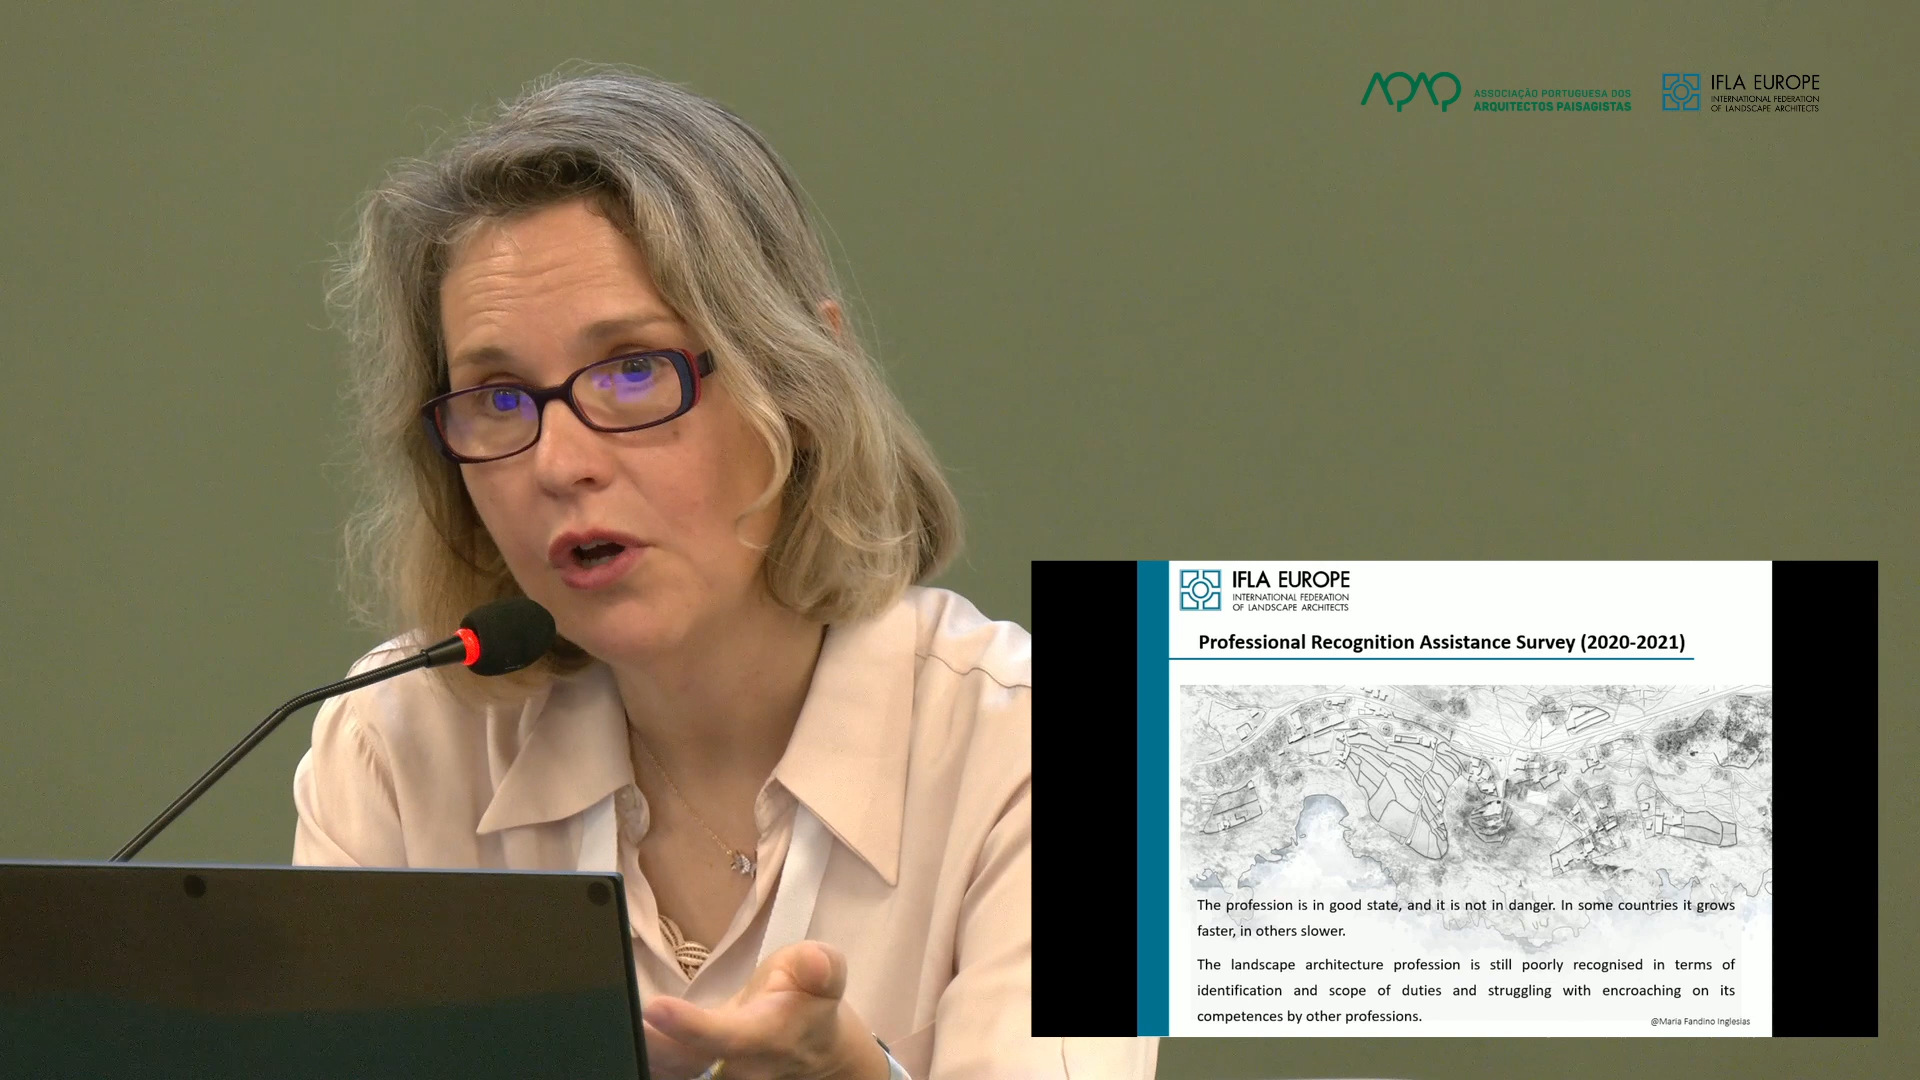 APAP ASSOCIAÇÃO PORTUGUESA DOS
ARQUITECTOS PAISAGISTAS
IFLA EUROPE
INTERNATIONAL FEDERATION
OF LANDSCAPE ARCHITECTS
IFLA EUROPE
INTERNATIONAL FEDERATION
OF LANDSCAPE ARCHITECTS
Professional Recognition Assistance Survey (2020-2021)
The profession is in good state, and it is not in danger. In some countries it grows
faster, in others slower.
The landscape architecture profession is still poorly recognised in terms of
identification and scope of duties and struggling with encroaching on its
competences by other professions.
@Maria Fandino Inglesias